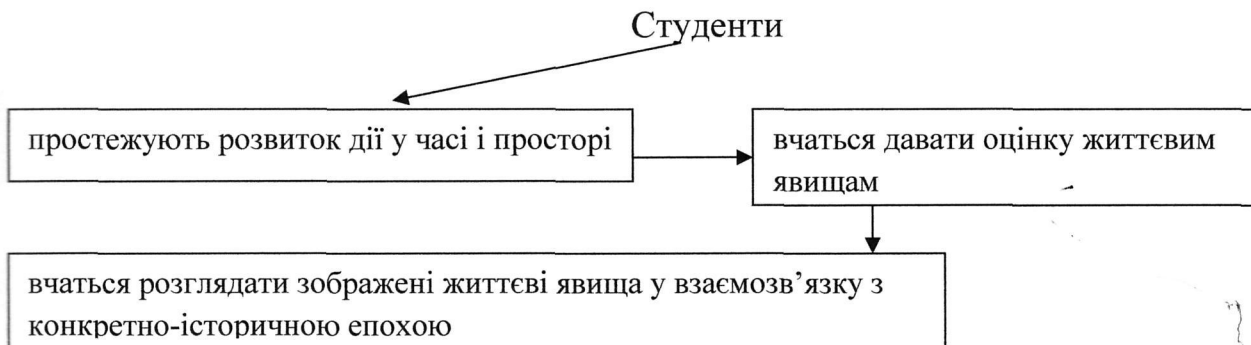 Студенти
простежують розвиток дії у часі і просторі
вчаться давати оцінку життєвим
явищам
вчаться розглядати зображені життєві явища у взаємозв’язку з
конкретно-історичною епохою